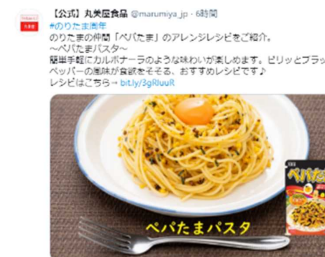 【公式】丸美屋食品 @marumiya_jp · 6時間
#のりたま周年
のりたまの仲間「ペパたま」のアレンジレシピをご紹介。
～ペパたまパスタ～
簡単手軽にカルボナーラのような味わいが楽しめます。ピリッとブラッ
ペッパーの風味が食欲をそそる、おすすめレシピです♪
レシピはこちら→ bit.ly/3gRluuR
ペパたまパスタ
ペパたま